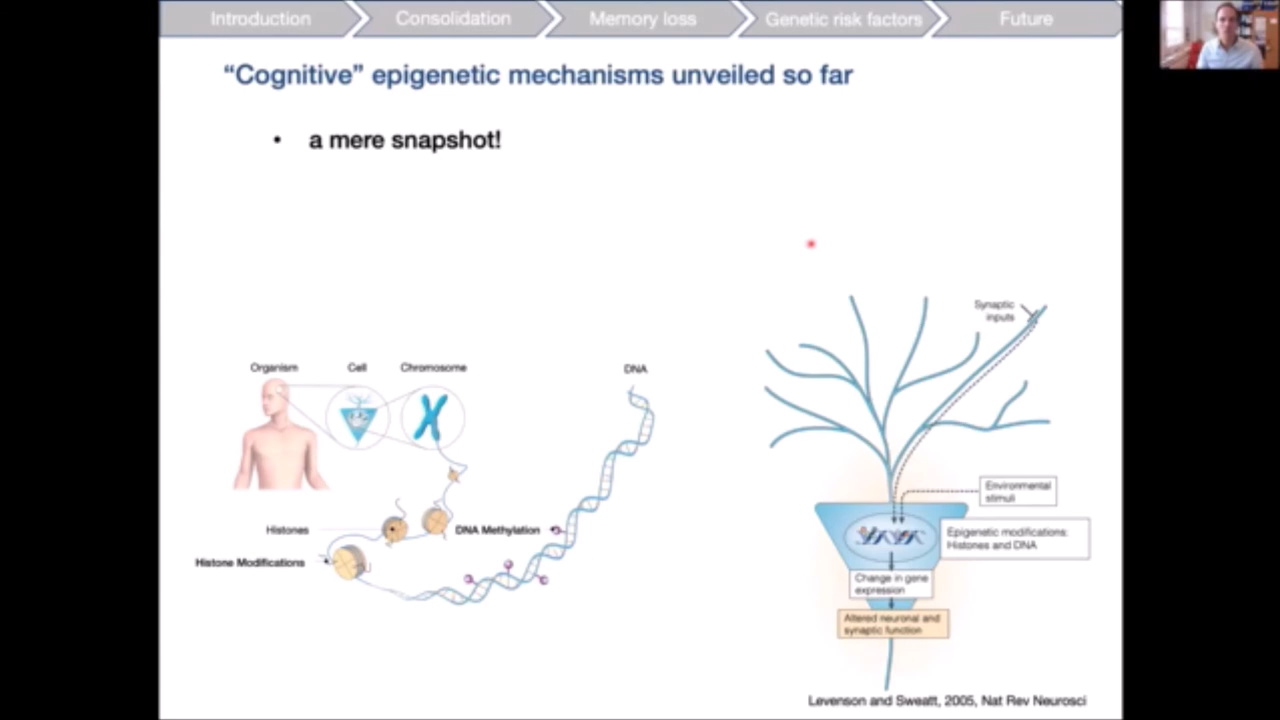 Introduction
Consolidation
Memory loss
Genetic risk factors
Future
“Cognitive” epigenetic mechanisms unveiled so far
• a mere snapshot!
Organism
Cell
Chromosome
DNA
Histones
DNA Methylation
Histone Modifications
Synaptic
inputs
Environmental
stimuli
Epigenetic modifications:
Histones and DNA
Change in gene
expression
Altered neuronal and
synaptic function
Levenson and Sweatt, 2005, Nat Rev Neurosci